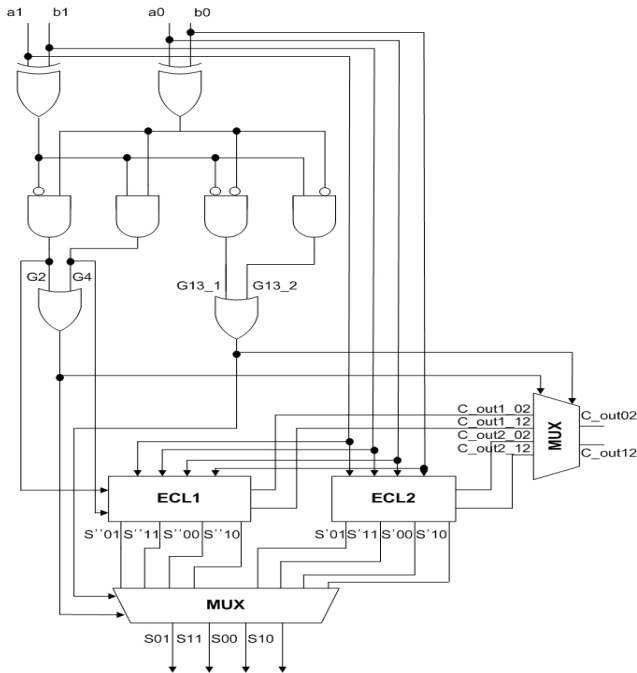 a1 b1 a0 b0
G2 G4 G13_1 G13_2
C_out1_02
C_out1_12
C_out2_02
C_out2_12
MUX
C_out02
C_out12
ECL1 ECL2
S''01 S''11 S''00 S''10 S'01 S'11 S'00 S'10
MUX
S01 S11 S00 S10